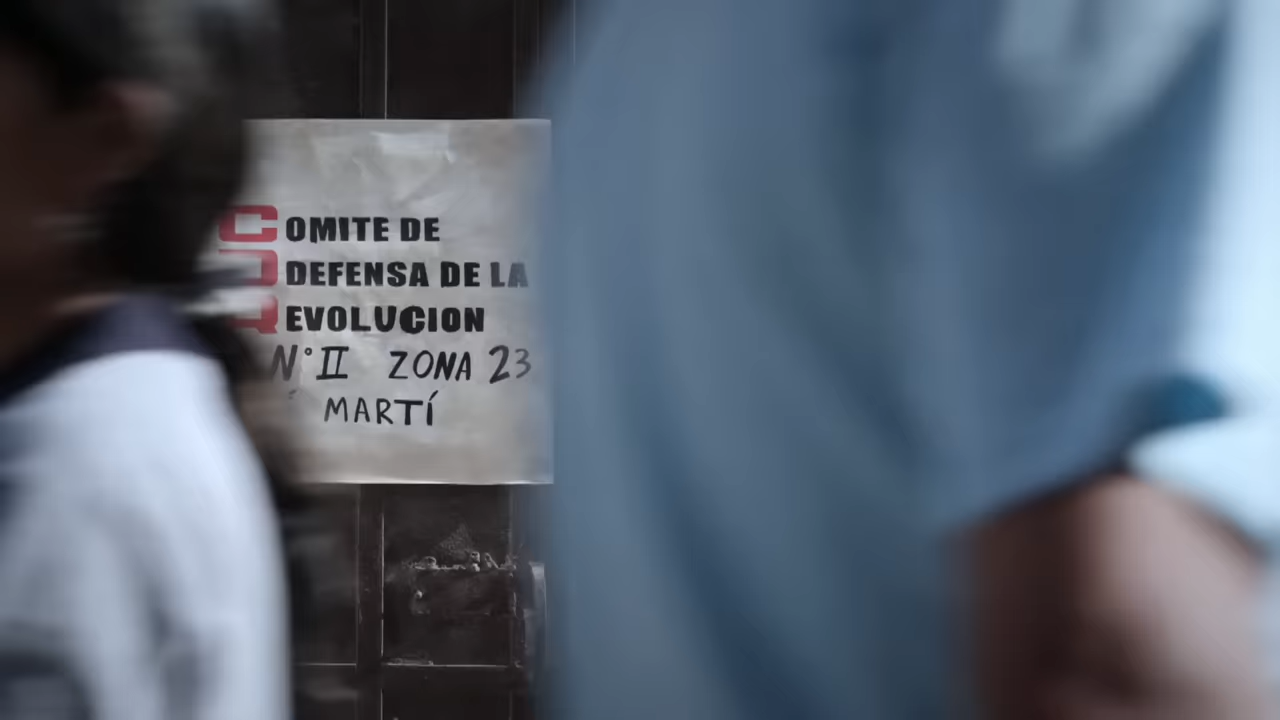 COMITE DE
DEFENSA DE LA
REVOLUCION
N° II ZONA 23
MARTÍ